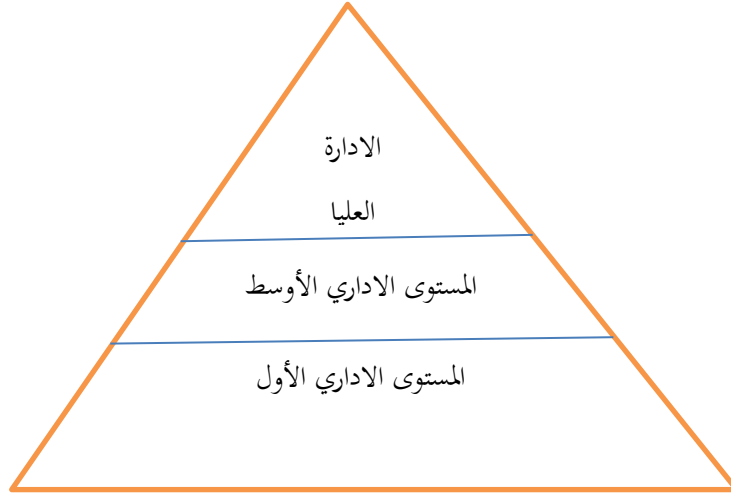 الادارة
العليا
المستوى الاداري الأوسط
المستوى الاداري الأول